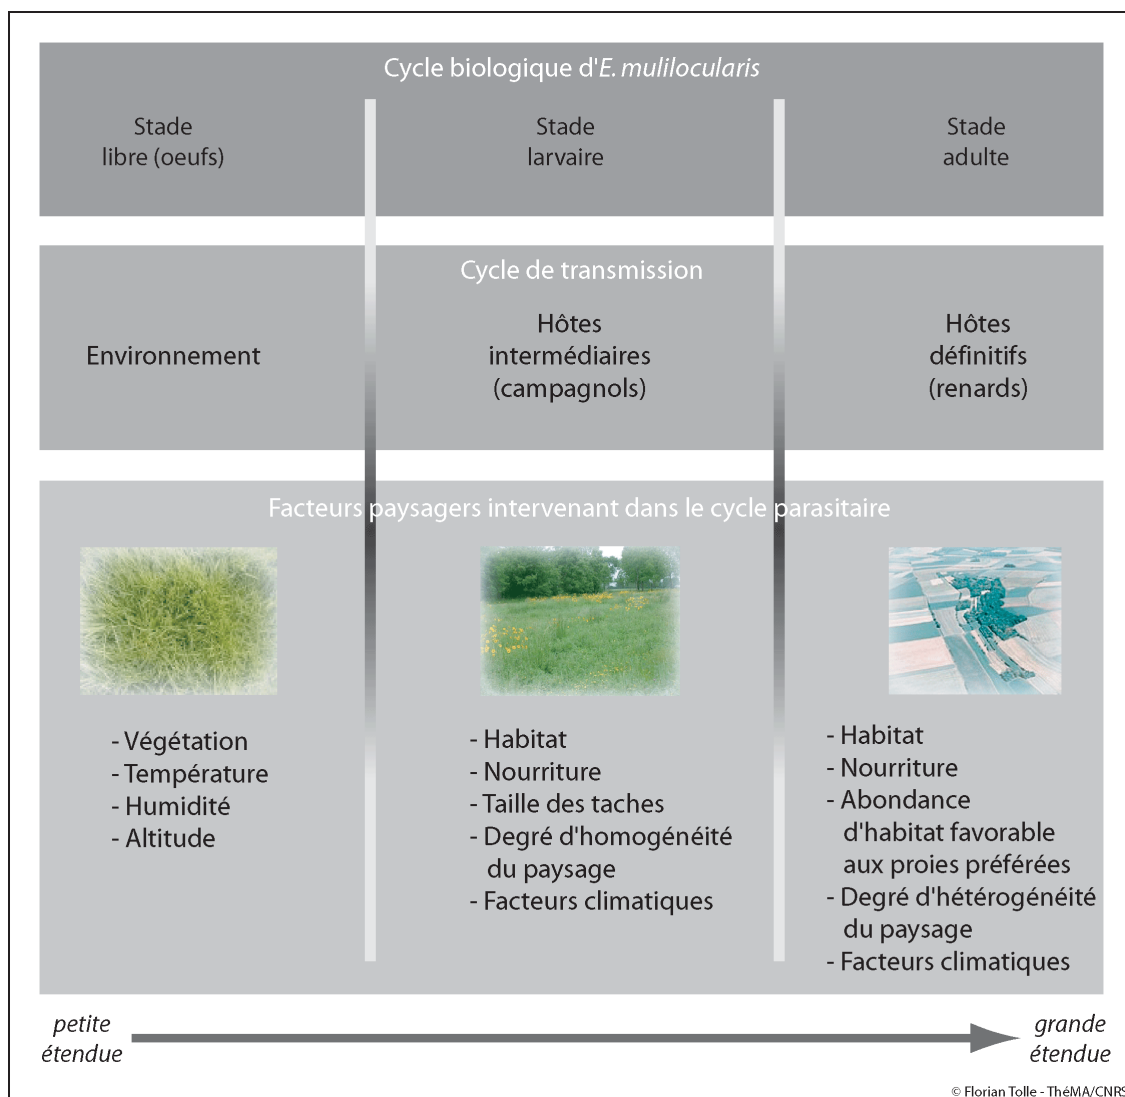 Cycle biologique d'E. mulilocularis
Stade
libre (oeufs)
Stade
larvaire
Stade
adulte
Cycle de transmission
Environnement
Hôtes
intermédiaires
(campagnols)
Hôtes
définitifs
(renards)
Facteurs paysagers intervenant dans le cycle parasitaire
- Végétation
- Température
- Humidité
- Altitude
- Habitat
- Nourriture
- Taille des taches
- Degré d'homogénéité
du paysage
- Facteurs climatiques
- Habitat
- Nourriture
- Abondance
d'habitat favorable
aux proies préférées
- Degré d'hétérogénéité
du paysage
- Facteurs climatiques
petite
étendue
grande
étendue
© Florian Tolle - ThéMA/CNRS